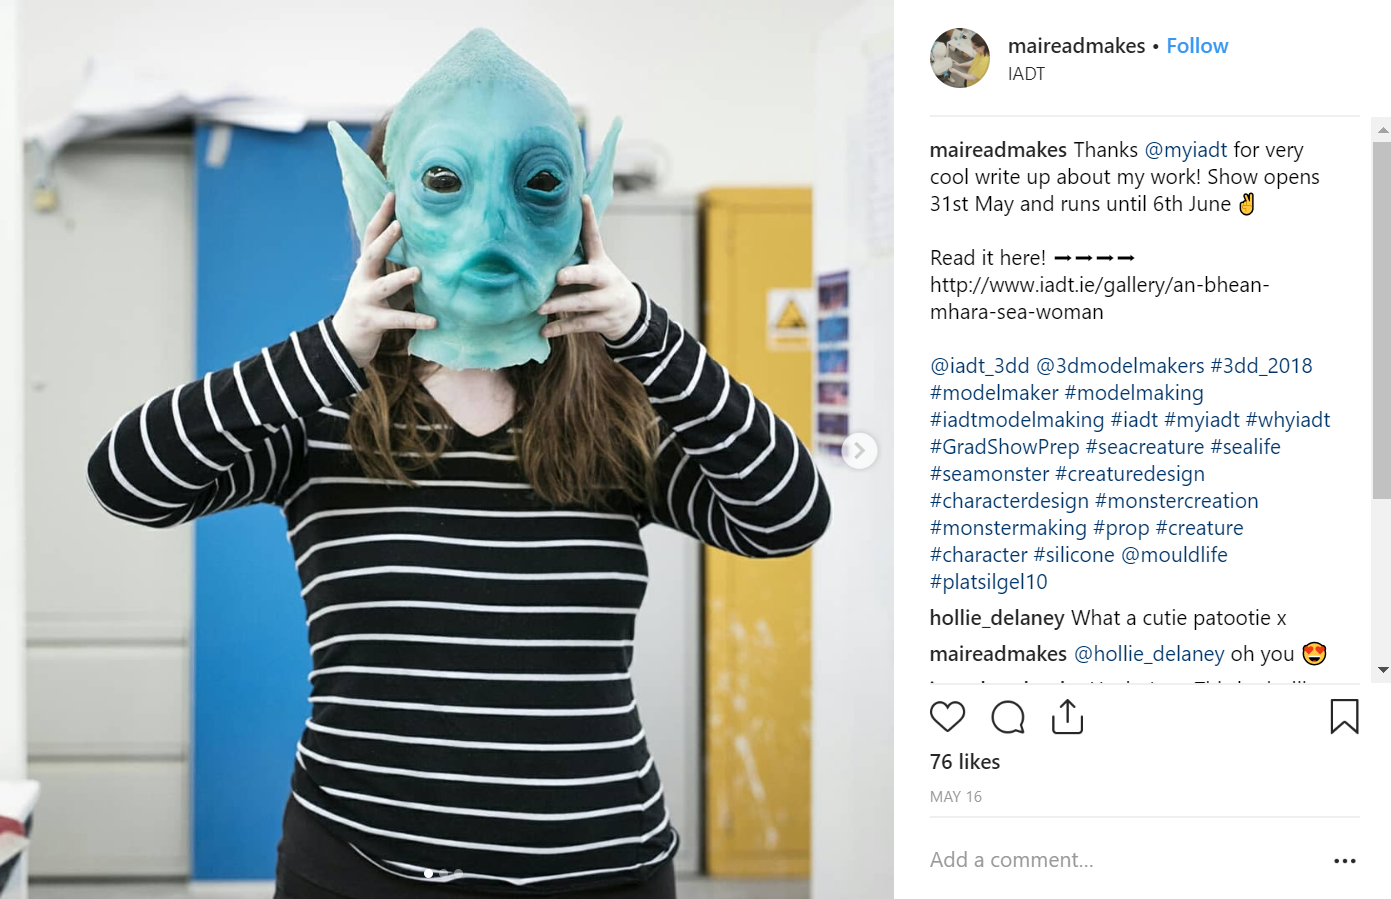 maireadmakes • Follow
IADT
maireadmakes Thanks @myiadt for very
cool write up about my work! Show opens
31st May and runs until 6th June ✌
Read it here! ➞➞➞➞
http://www.iadt.ie/gallery/an-bhean-
mhara-sea-woman
@iadt_3dd @3dmodelmakers #3dd_2018
#modelmaker #modelmaking
#iadtmodelmaking #iadt #myiadt #whyiadt
#GradShowPrep #seacreature #sealife
#seamonster #creaturedesign
#characterdesign #monstercreation
#monstermaking #prop #creature
#character #silicone @mouldlife
#platsilgel10
hollie_delaney What a cutie patootie x
maireadmakes @hollie_delaney oh you 😍
76 likes
MAY 16
Add a comment...